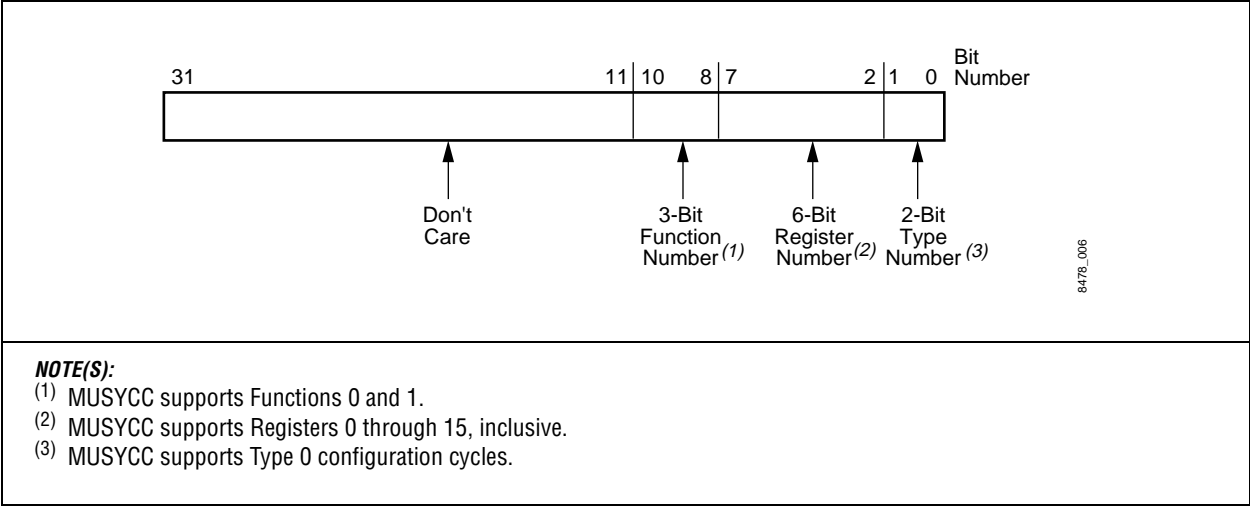 31 11 10 8 7 2 1 0 Bit Number
Don't Care
3-Bit Function Number (1)
6-Bit Register Number (2)
2-Bit Type Number (3)
8478_006
NOTE(S):
(1) MUSYCC supports Functions 0 and 1.
(2) MUSYCC supports Registers 0 through 15, inclusive.
(3) MUSYCC supports Type 0 configuration cycles.